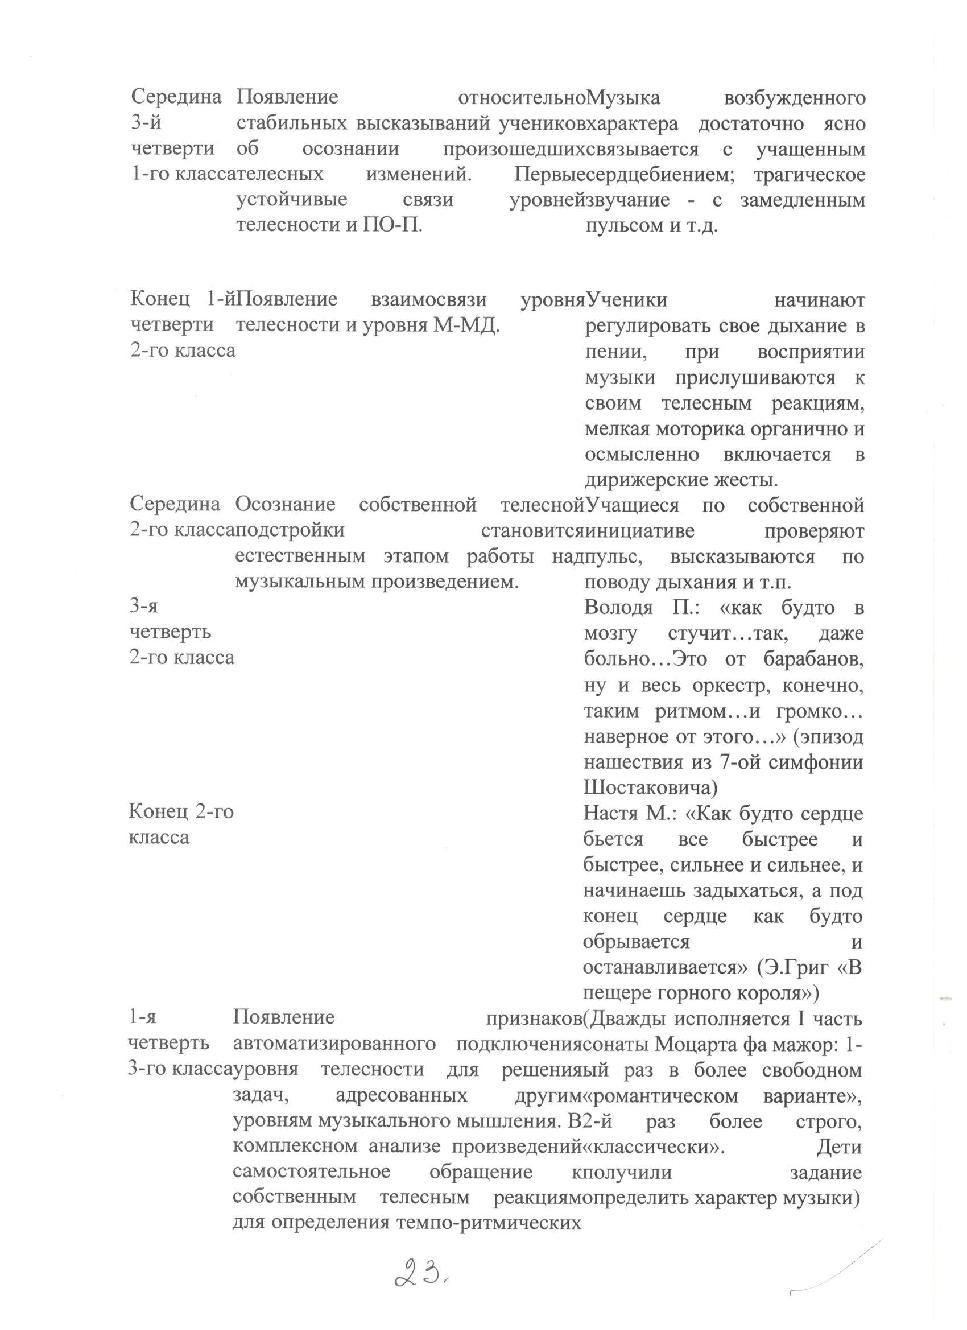 Середина Появление относительноМузыка возбужденного
3-й стабильных высказываний учениковхарактера достаточно ясно
четверти об осознании произошедшихсвязывается с учащенным
1-го классателесных изменений. Первыесердцебиением; трагическое
устойчивые связи уровнейзвучание - с замедленным
телесности и ПО-П. пульсом и т.д.
Конец 1-йПоявление взаимосвязи уровняУченики начинают
четверти телесности и уровня М-МД. регулировать свое дыхание в
2-го класса пении, при восприятии
музыки прислушиваются к
своим телесным реакциям,
мелкая моторика органично и
осмысленно включается в
дирижерские жесты.
Середина Осознание собственной телеснойУчащиеся по собственной
2-го классаподстройки становитсяинициативе проверяют
естественным этапом работы надпульс, высказываются по
музыкальным произведением. поводу дыхания и т.п.
3-я Володя П.: «как будто в
четверть мозгу стучит…так, даже
2-го класса больно…Это от барабанов,
ну и весь оркестр, конечно,
таким ритмом…и громко…
наверное от этого…» (эпизод
нашествия из 7-ой симфонии
Шостаковича)
Конец 2-го Настя М.: «Как будто сердце
класса бьется все быстрее и
быстрее, сильнее и сильнее, и
начинаешь задыхаться, а под
конец сердце как будто
обрывается и
останавливается» (Э.Григ «В
пещере горного короля»)
1-я Появление признаков(Дважды исполняется I часть
четверть автоматизированного подключениясонаты Моцарта фа мажор: 1-
3-го классауровня телесности для решенияый раз в более свободном
задач, адресованных другим«романтическом варианте»,
уровням музыкального мышления. В2-й раз более строго,
комплексном анализе произведений«классически». Дети
самостоятельное обращение кполучили задание
собственным телесным реакциямопределить характер музыки)
для определения темпо-ритмических
23.